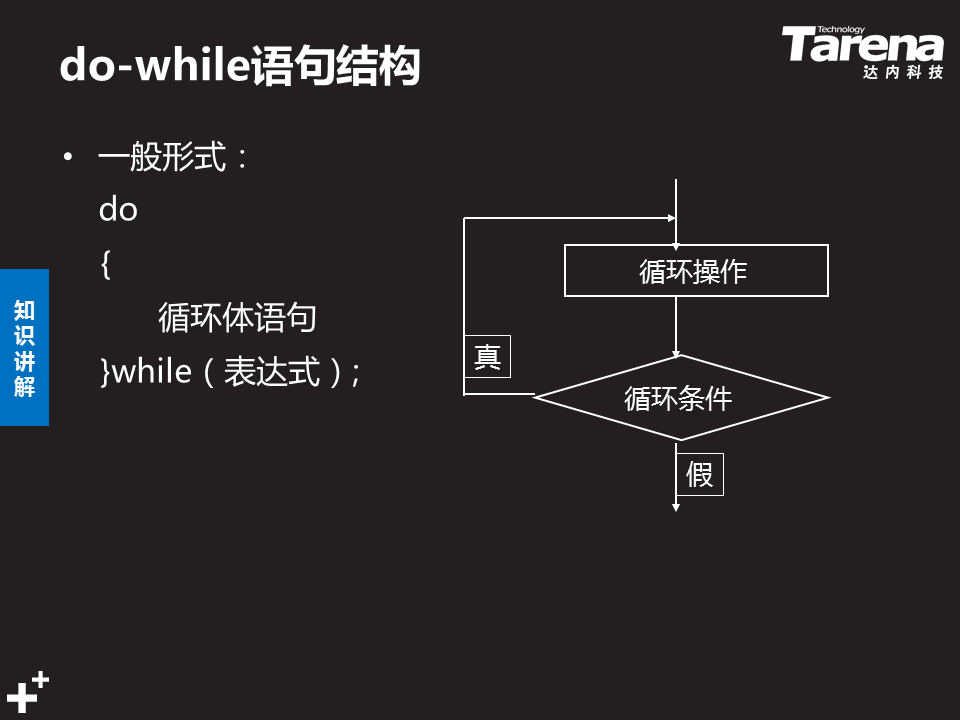 do-while语句结构
Technology
Tarena
达内科技
• 一般形式：
do
{
循环体语句
}while（表达式）;
知识讲解
循环操作
真
循环条件
假